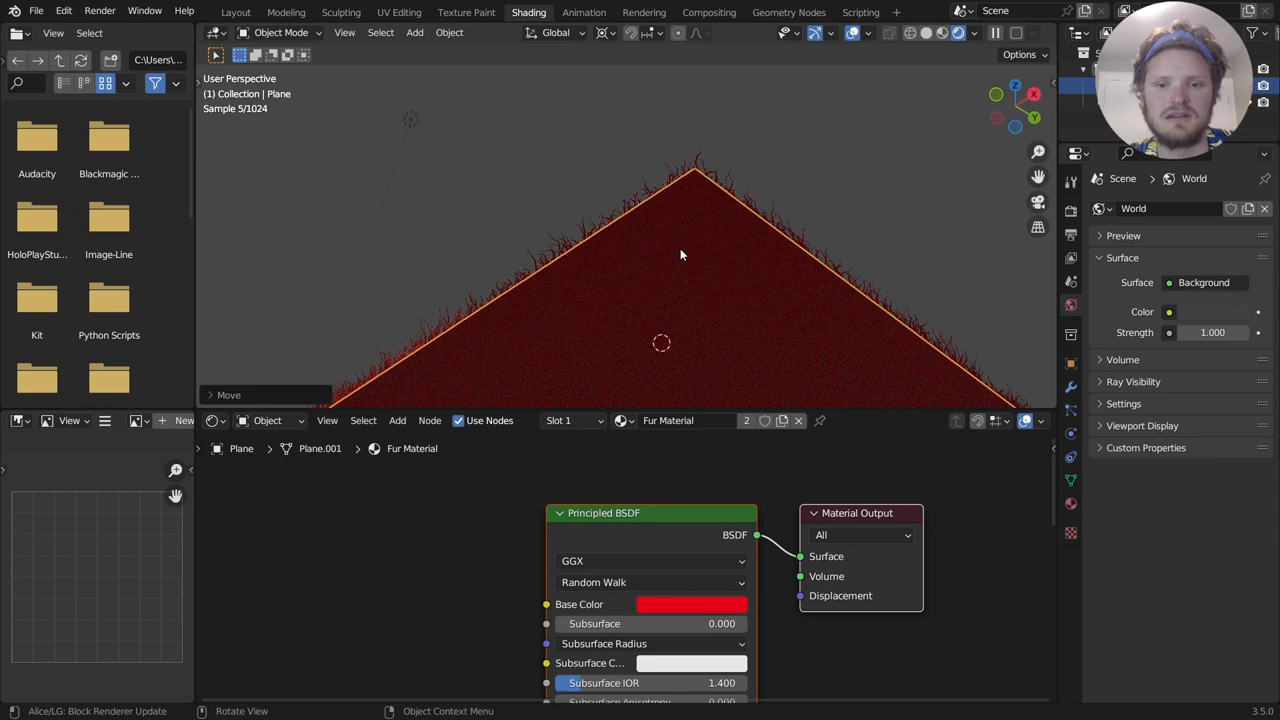 File Edit Render Window Help Layout Modeling Sculpting UV Editing Texture Paint Shading Animation Rendering Compositing Geometry Nodes Scripting Scene
View Select Object Mode View Select Add Object Global
C:\Users\...
Options
User Perspective
(1) Collection | Plane
Sample 5/1024
X
Y
Z
Audacity
Blackmagic ...
HoloPlayStu...
Image-Line
Kit
Python Scripts
Scene World
World
Preview
Surface
Surface Background
Color
Strength 1.000
Volume
Ray Visibility
Settings
Viewport Display
Custom Properties
Move
View New Object View Select Add Node Use Nodes Slot 1 Fur Material 2
Plane Plane.001 Fur Material
Principled BSDF
BSDF
GGX
Random Walk
Base Color
Subsurface 0.000
Subsurface Radius
Subsurface C...
Subsurface IOR 1.400
Subsurface Anisotropy 0.000
Material Output
All
Surface
Volume
Displacement
Alice/LG: Block Renderer Update Rotate View Object Context Menu 3.5.0